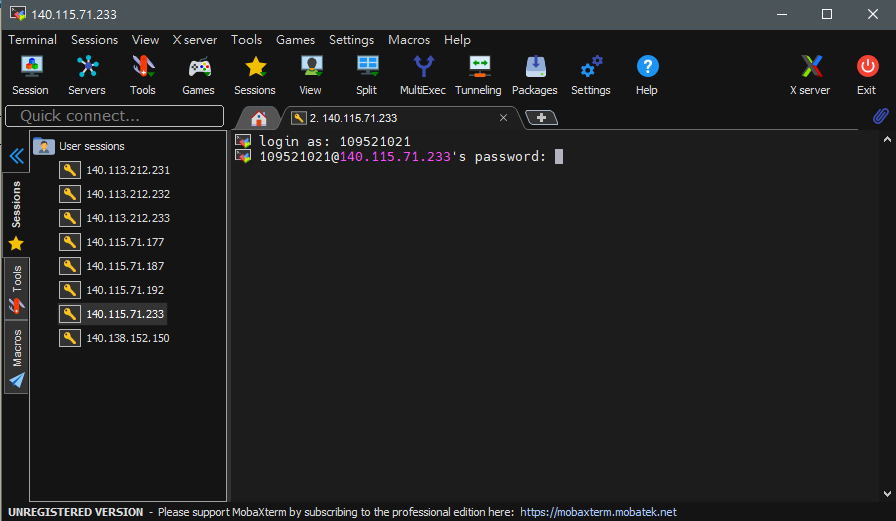 140.115.71.233
Terminal Sessions View X server Tools Games Settings Macros Help
Session Servers Tools Games Sessions View Split MultiExec Tunneling Packages Settings Help X server Exit
Quick connect...
2. 140.115.71.233
User sessions
140.113.212.231
140.113.212.232
140.113.212.233
140.115.71.177
140.115.71.187
140.115.71.192
140.115.71.233
140.138.152.150
Sessions
Tools
Macros
login as: 109521021
109521021@140.115.71.233's password:
UNREGISTERED VERSION - Please support MobaXterm by subscribing to the professional edition here: https://mobaxterm.mobatek.net